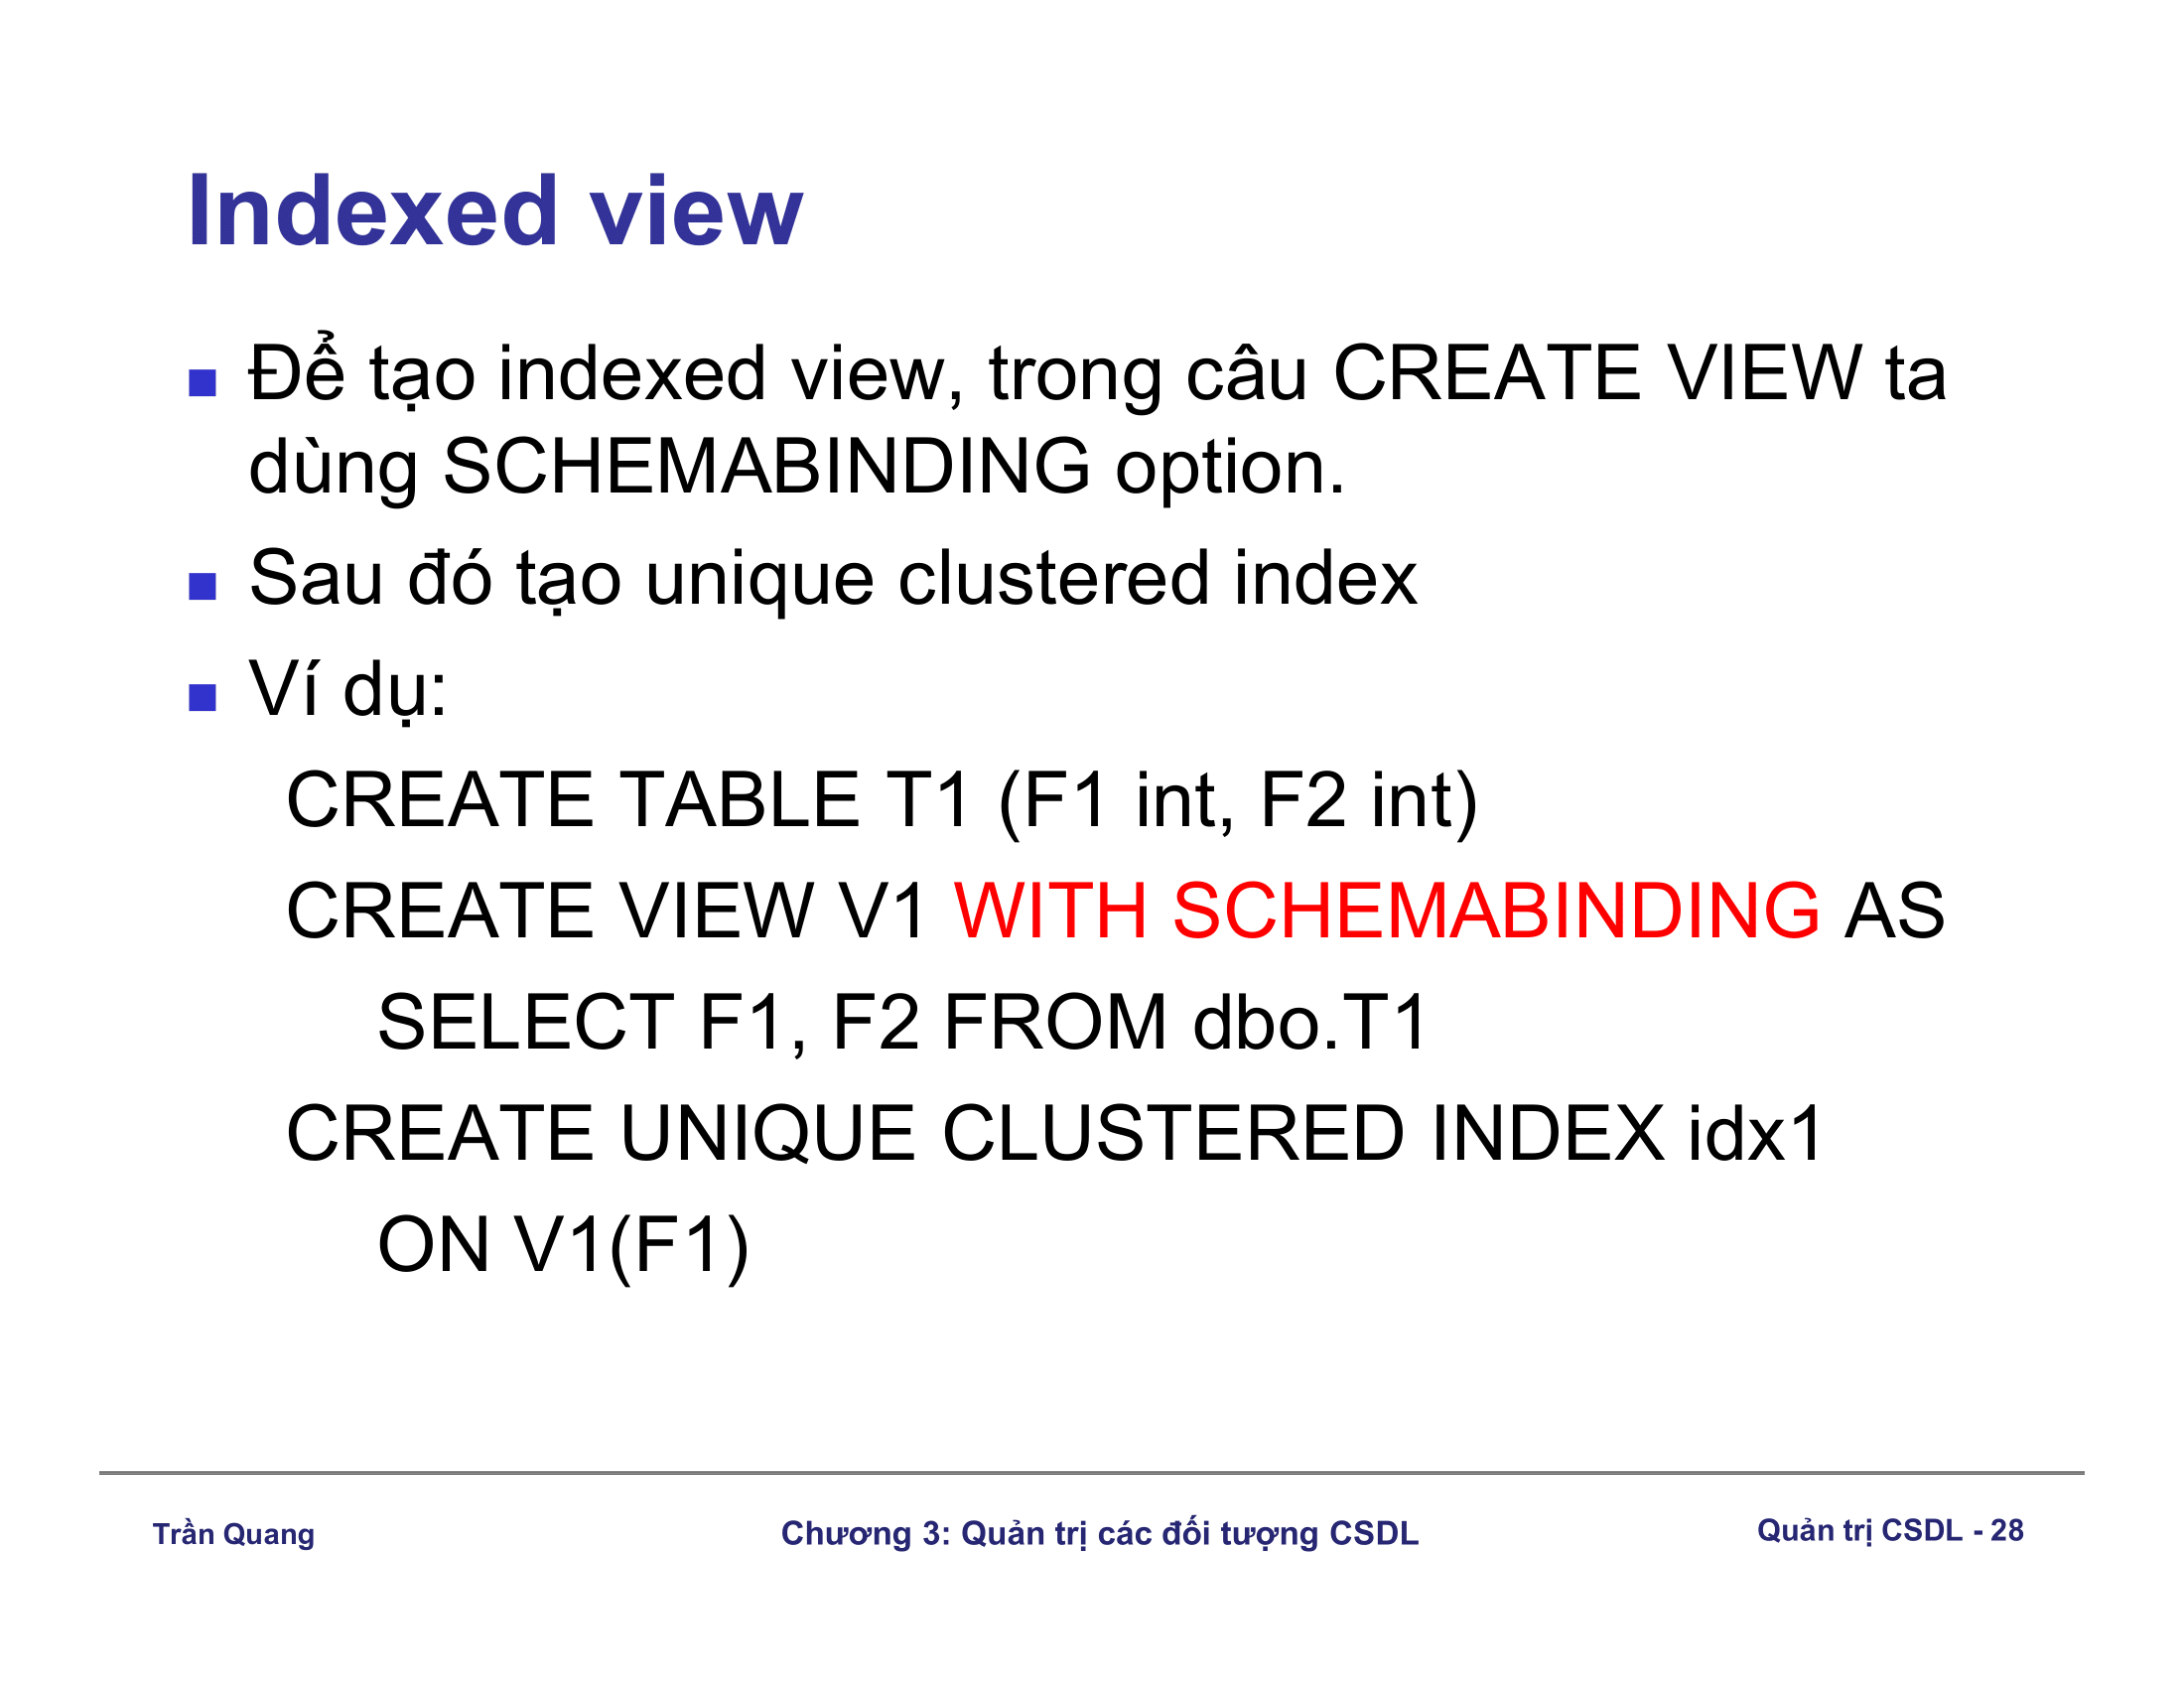 Indexed view
Để tạo indexed view, trong câu CREATE VIEW ta
dùng SCHEMABINDING option.
Sau đó tạo unique clustered index
Ví dụ:
CREATE TABLE T1 (F1 int, F2 int)
CREATE VIEW V1 WITH SCHEMABINDING AS
SELECT F1, F2 FROM dbo.T1
CREATE UNIQUE CLUSTERED INDEX idx1
ON V1(F1)
Trần Quang
Chương 3: Quản trị các đối tượng CSDL
Quản trị CSDL - 28